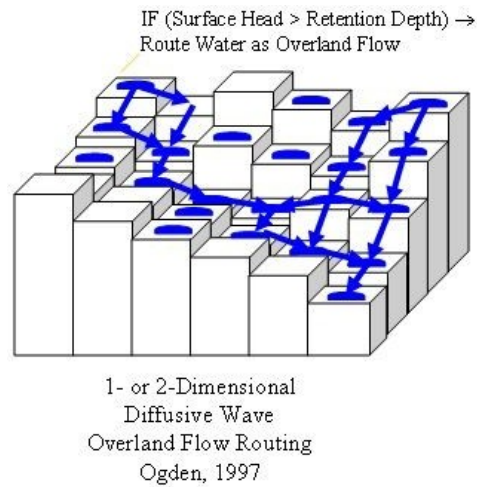 IF (Surface Head > Retention Depth) →
Route Water as Overland Flow
1- or 2-Dimensional
Diffusive Wave
Overland Flow Routing
Ogden, 1997